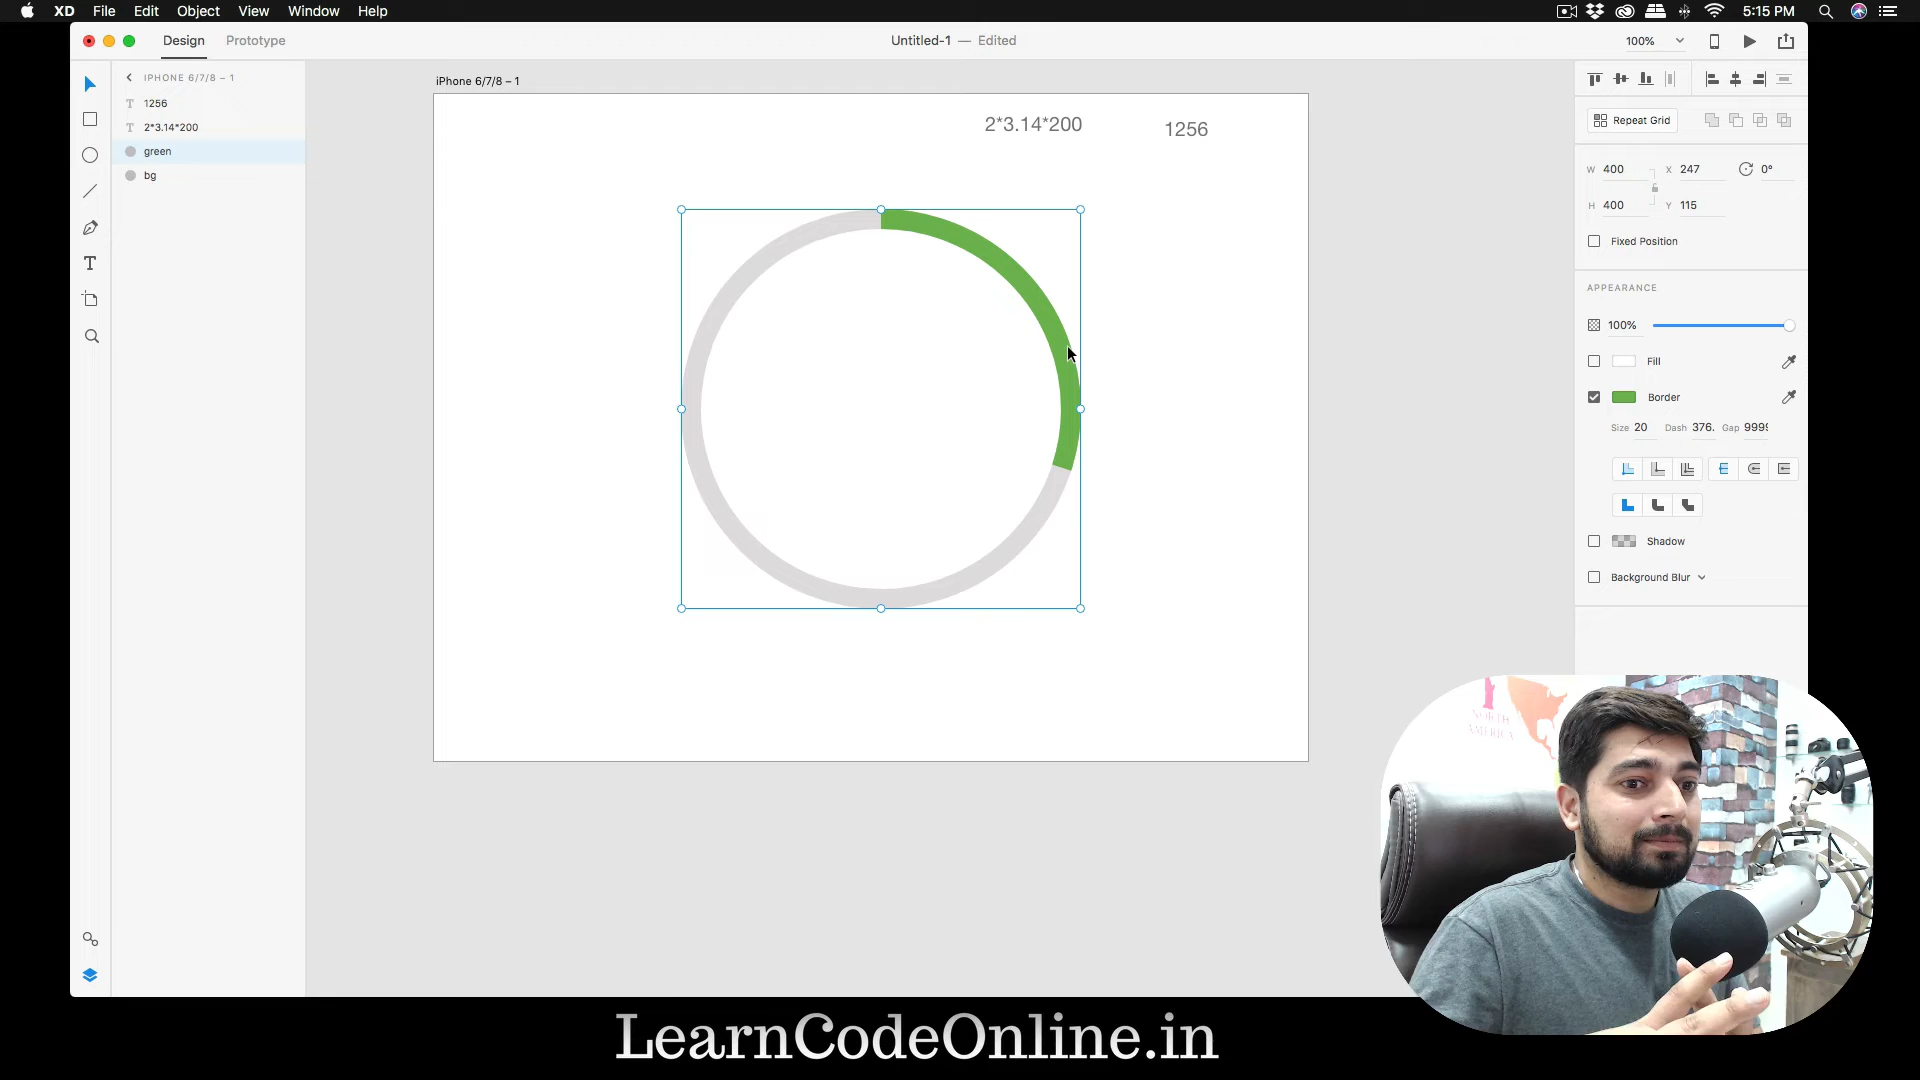 XD File Edit Object View Window Help 5:15 PM
Design Prototype Untitled-1 — Edited 100%
IPHONE 6/7/8 – 1
1256
2*3.14*200
green
bg
iPhone 6/7/8 – 1
2*3.14*200 1256
Repeat Grid
W 400 X 247 0°
H 400 Y 115
Fixed Position
APPEARANCE
100%
Fill
Border
Size 20 Dash 376. Gap 9999
Shadow
Background Blur
NORTH
AMERICA
LearnCodeOnline.in